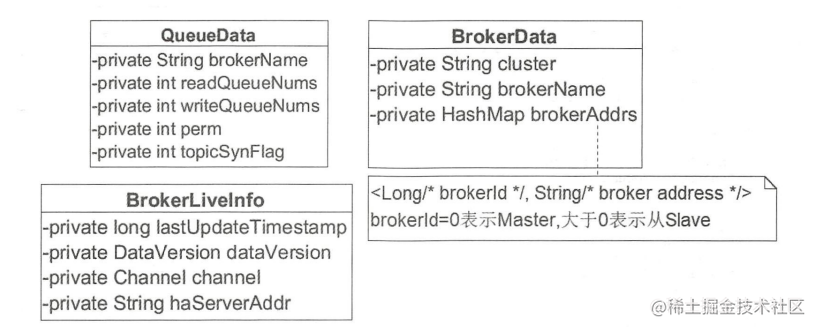 QueueData
-private String brokerName
-private int readQueueNums
-private int writeQueueNums
-private int perm
-private int topicSynFlag
BrokerData
-private String cluster
-private String brokerName
-private HashMap brokerAddrs
<Long/* brokerId */, String/* broker address */>
brokerId=0表示Master,大于0表示从Slave
BrokerLiveInfo
-private long lastUpdateTimestamp
-private DataVersion dataVersion
-private Channel channel
-private String haServerAddr
@稀土掘金技术社区